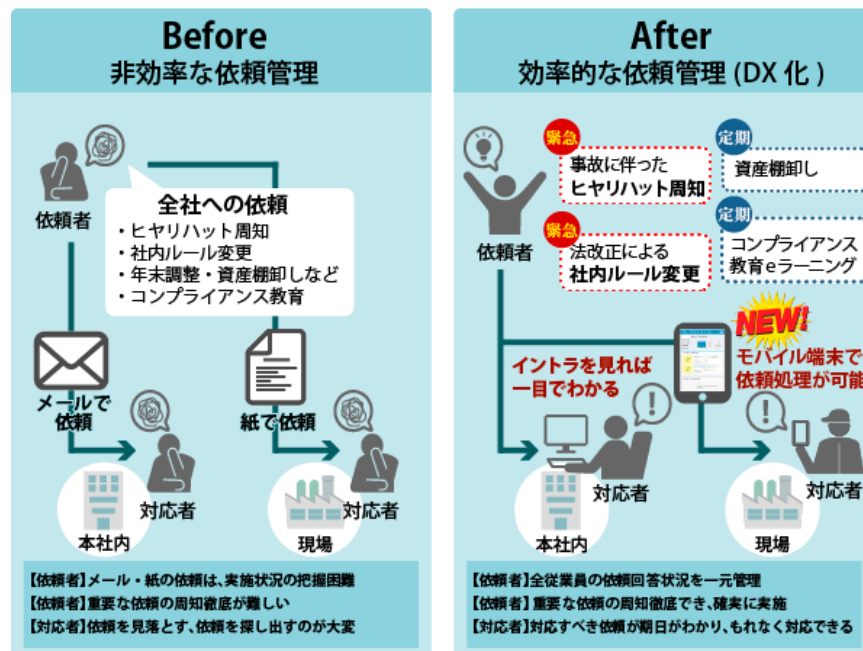 Before
非効率な依頼管理
依頼者
全社への依頼
・ヒヤリハット周知
・社内ルール変更
・年末調整・資産棚卸しなど
・コンプライアンス教育
メールで
依頼
紙で依頼
対応者
本社内
対応者
現場
【依頼者】メール・紙の依頼は、実施状況の把握困難
【依頼者】重要な依頼の周知徹底が難しい
【対応者】依頼を見落とす、依頼を探し出すのが大変
After
効率的な依頼管理(DX化)
依頼者
緊急
事故に伴った
ヒヤリハット周知
定期
資産棚卸し
緊急
法改正による
社内ルール変更
定期
コンプライアンス
教育eラーニング
NEW!
モバイル端末で
依頼処理が可能
イントラを見れば
一目でわかる
対応者
本社内
対応者
現場
【依頼者】全従業員の依頼回答状況を一元管理
【依頼者】重要な依頼の周知徹底でき、確実に実施
【対応者】対応すべき依頼が期日がわかり、もれなく対応できる